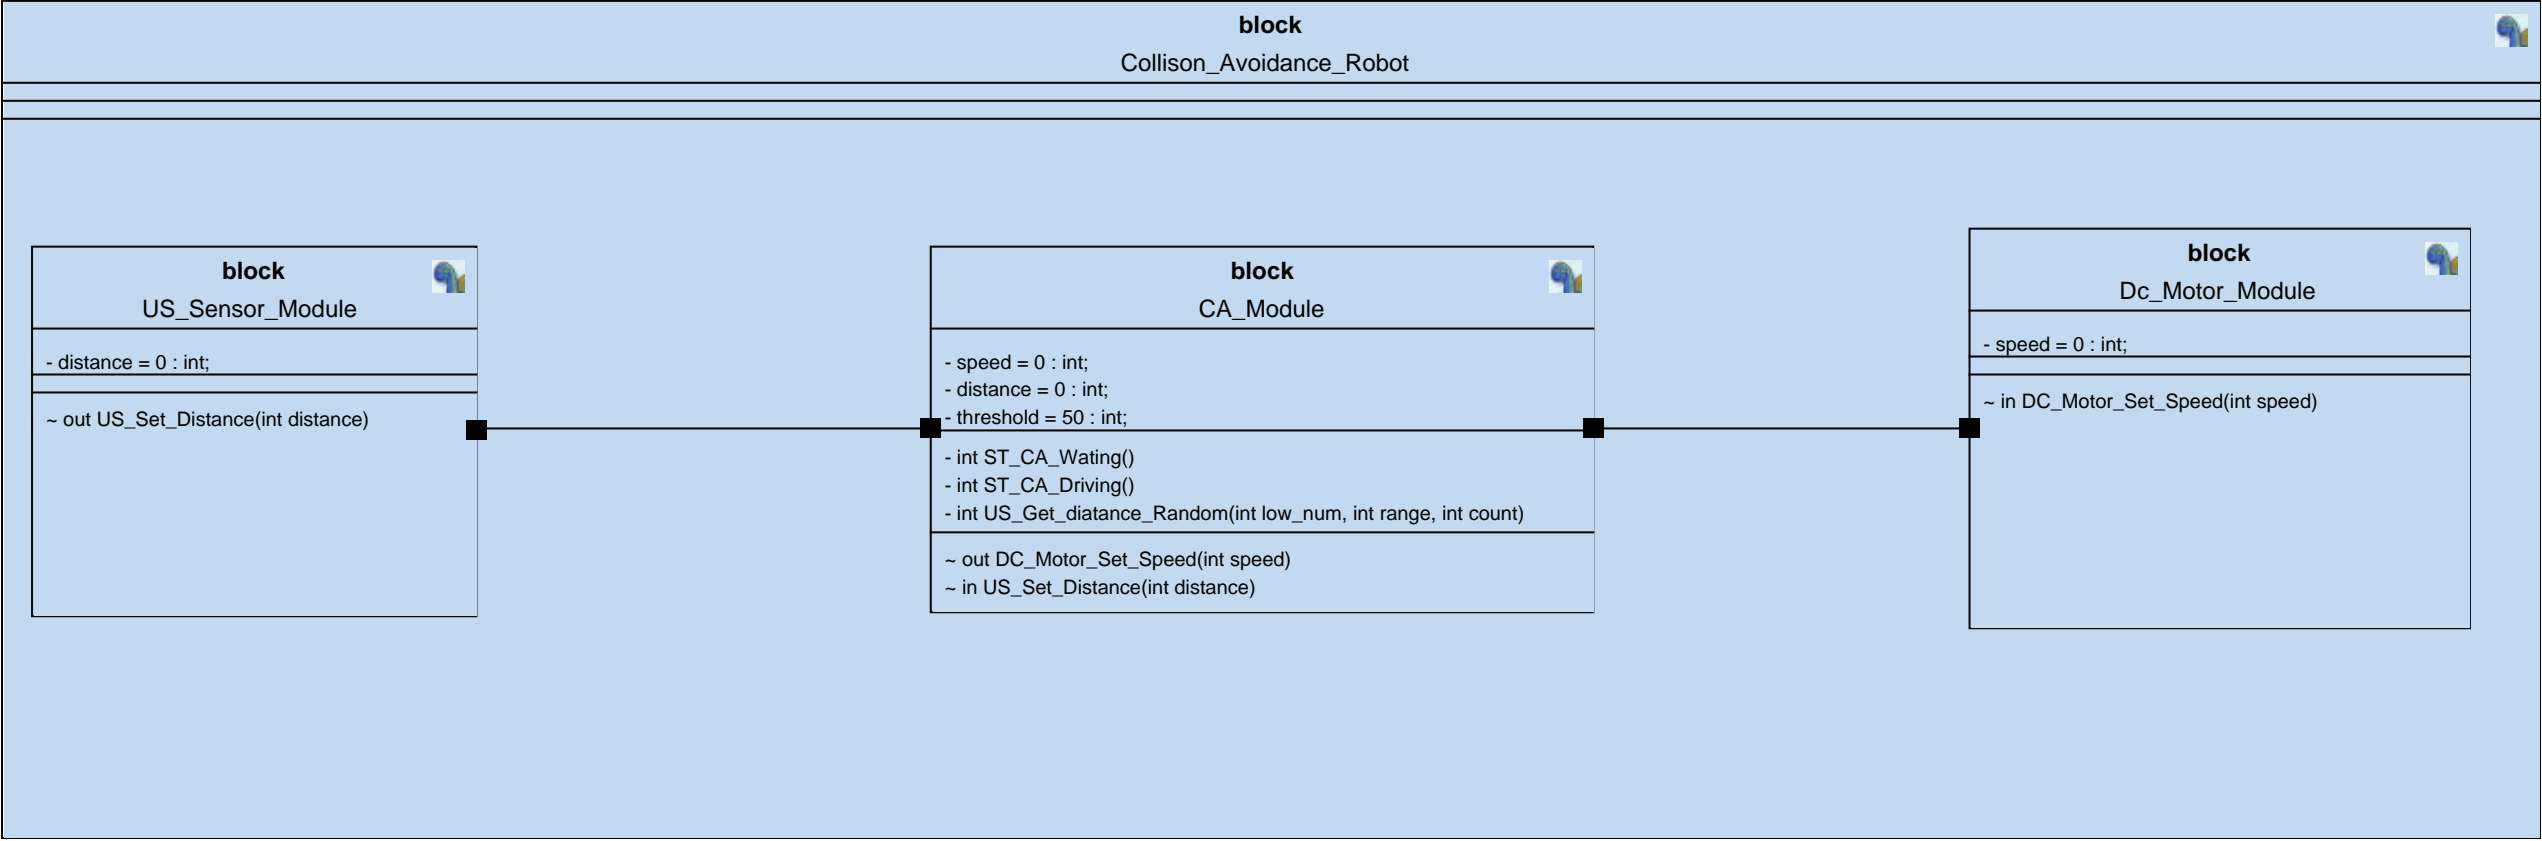 block
Collison_Avoidance_Robot
block
US_Sensor_Module
- distance = 0 : int;
~ out US_Set_Distance(int distance)
block
CA_Module
- speed = 0 : int;
- distance = 0 : int;
- threshold = 50 : int;
- int ST_CA_Wating()
- int ST_CA_Driving()
- int US_Get_diatance_Random(int low_num, int range, int count)
~ out DC_Motor_Set_Speed(int speed)
~ in US_Set_Distance(int distance)
block
Dc_Motor_Module
- speed = 0 : int;
~ in DC_Motor_Set_Speed(int speed)